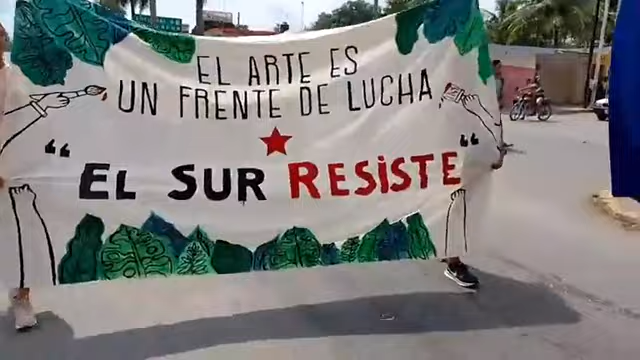 EL ARTE ES
UN FRENTE DE LUCHA
“EL SUR RESISTE“